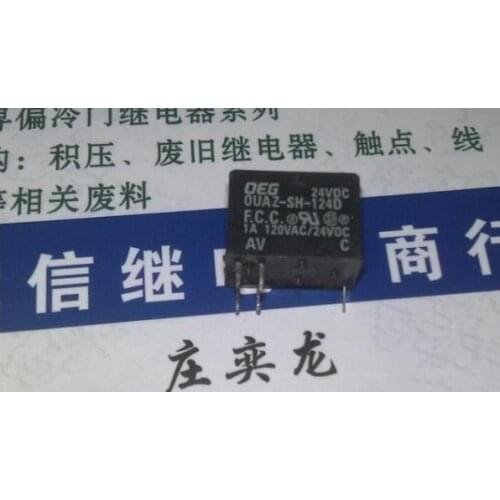 偏冷门继电器系列
：积压、废旧继电器、触点、线
等相关废料
OEG 24VDC
OUAZ-SH-124D
F.C.C.
1A 120VAC/24VDC
AV C
信继 商行
庄奕龙